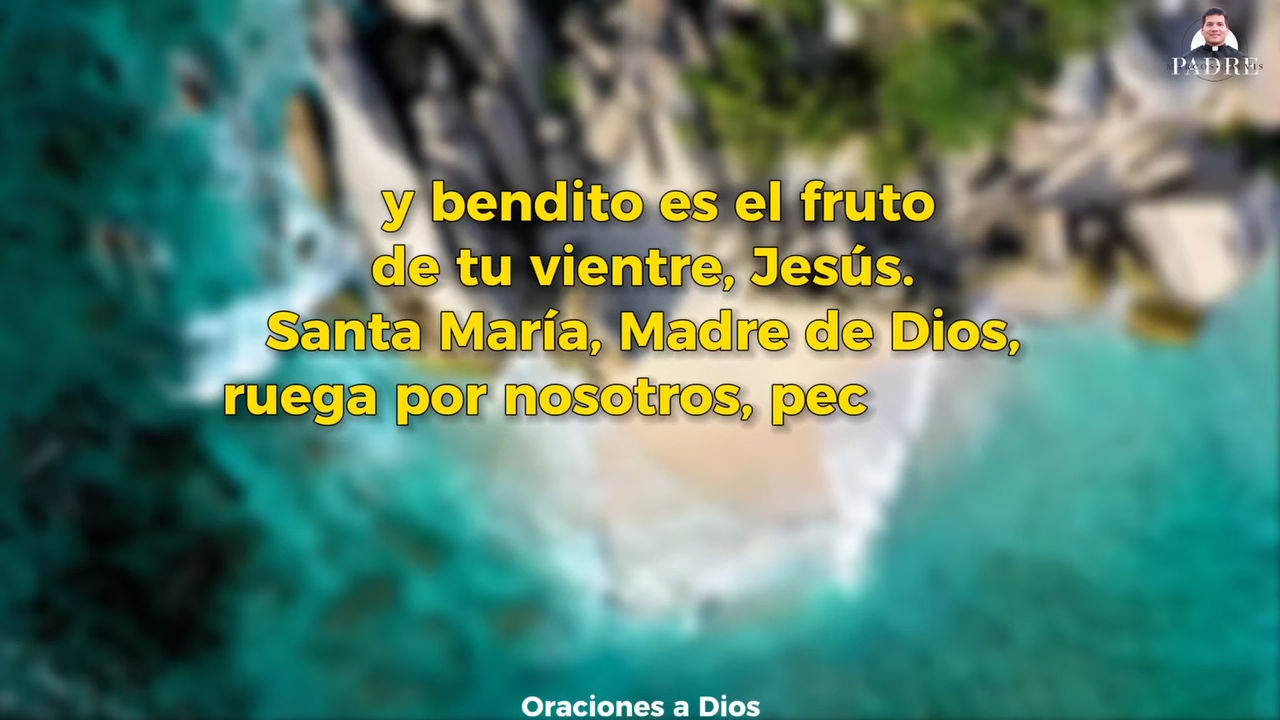 PADRE
y bendito es el fruto
de tu vientre, Jesús.
Santa María, Madre de Dios,
ruega por nosotros, pec
Oraciones a Dios